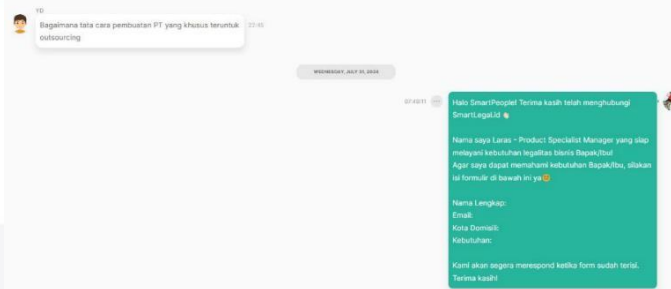 YD
Bagaimana tata cara pembuatan PT yang khusus teruntuk
outsourcing
WEDNESDAY, JULY 31, 2024
Halo SmartPeople! Terima kasih telah menghubungi
SmartLegal.id 👋
Nama saya Laras - Product Specialist Manager yang siap
melayani kebutuhan legalitas bisnis Bapak/Ibu!
Agar saya dapat memahami kebutuhan Bapak/Ibu, silakan
isi formulir di bawah ini ya😊
Nama Lengkap:
Email:
Kota Domisili:
Kebutuhan:
Kami akan segera merespond ketika form sudah terisi.
Terima kasih!